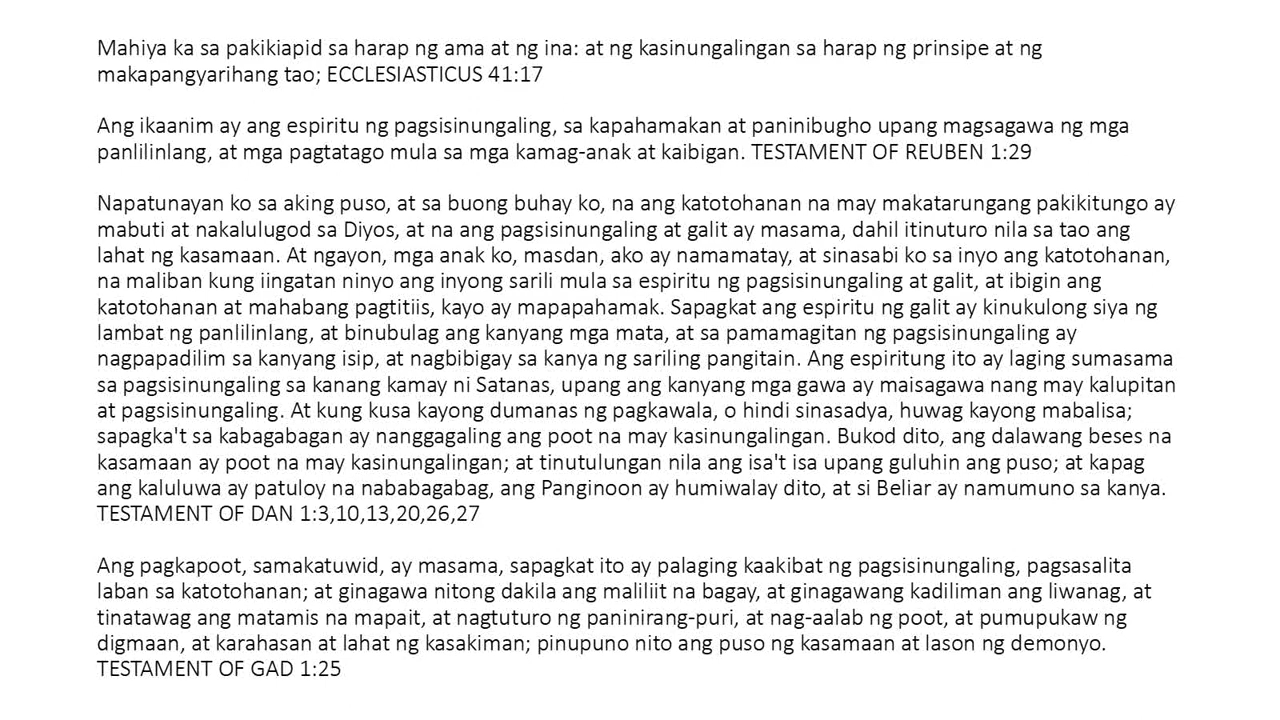 Mahiya ka sa pakikiapid sa harap ng ama at ng ina: at ng kasinungalingan sa harap ng prinsipe at ng
makapangyarihang tao; ECCLESIASTICUS 41:17
Ang ikaanim ay ang espiritu ng pagsisinungaling, sa kapahamakan at paninibugho upang magsagawa ng mga
panlilinlang, at mga pagtatago mula sa mga kamag-anak at kaibigan. TESTAMENT OF REUBEN 1:29
Napatunayan ko sa aking puso, at sa buong buhay ko, na ang katotohanan na may makatarungang pakikitungo ay
mabuti at nakalulugod sa Diyos, at na ang pagsisinungaling at galit ay masama, dahil itinuturo nila sa tao ang
lahat ng kasamaan. At ngayon, mga anak ko, masdan, ako ay namamatay, at sinasabi ko sa inyo ang katotohanan,
na maliban kung iingatan ninyo ang inyong sarili mula sa espiritu ng pagsisinungaling at galit, at ibigin ang
katotohanan at mahabang pagtitiis, kayo ay mapapahamak. Sapagkat ang espiritu ng galit ay kinukulong siya ng
lambat ng panlilinlang, at binubulag ang kanyang mga mata, at sa pamamagitan ng pagsisinungaling ay
nagpapadilim sa kanyang isip, at nagbibigay sa kanya ng sariling pangitain. Ang espiritung ito ay laging sumasama
sa pagsisinungaling sa kanang kamay ni Satanas, upang ang kanyang mga gawa ay maisagawa nang may kalupitan
at pagsisinungaling. At kung kusa kayong dumanas ng pagkawala, o hindi sinasadya, huwag kayong mabalisa;
sapagka't sa kabagabagan ay nanggagaling ang poot na may kasinungalingan. Bukod dito, ang dalawang beses na
kasamaan ay poot na may kasinungalingan; at tinutulungan nila ang isa't isa upang guluhin ang puso; at kapag
ang kaluluwa ay patuloy na nababagabag, ang Panginoon ay humiwalay dito, at si Beliar ay namumuno sa kanya.
TESTAMENT OF DAN 1:3,10,13,20,26,27
Ang pagkapoot, samakatuwid, ay masama, sapagkat ito ay palaging kaakibat ng pagsisinungaling, pagsasalita
laban sa katotohanan; at ginagawa nitong dakila ang maliliit na bagay, at ginagawang kadiliman ang liwanag, at
tinatawag ang matamis na mapait, at nagtuturo ng paninirang-puri, at nag-aalab ng poot, at pumupukaw ng
digmaan, at karahasan at lahat ng kasakiman; pinupuno nito ang puso ng kasamaan at lason ng demonyo.
TESTAMENT OF GAD 1:25